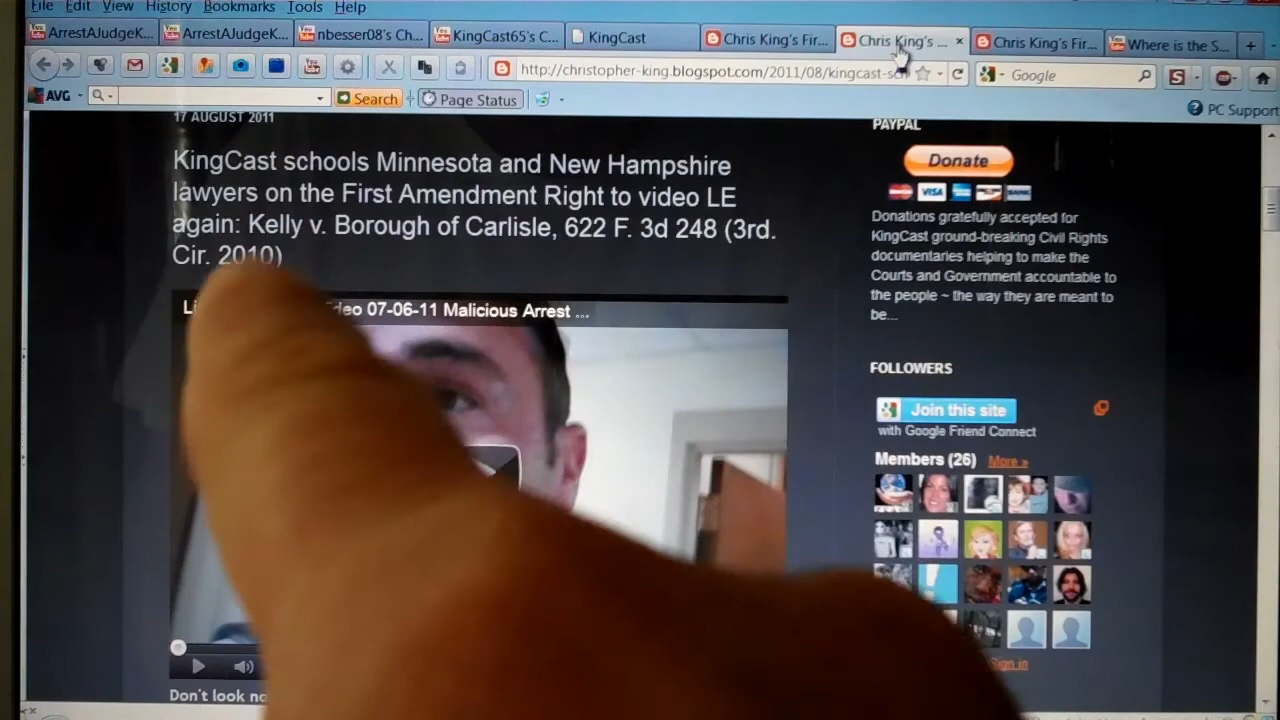 File Edit View History Bookmarks Tools Help
ArrestAJudgeK... ArrestAJudgeK... nbesser08's Ch... KingCast65's C... KingCast Chris King's Fir... Chris King's ... × Chris King's Fir... Where is the S... +
http://christopher-king.blogspot.com/2011/08/kingcast- Google
AVG Search Page Status
PC Support
17 AUGUST 2011
KingCast schools Minnesota and New Hampshire
lawyers on the First Amendment Right to video LE
again: Kelly v. Borough of Carlisle, 622 F. 3d 248 (3rd.
Cir. 2010)
07-06-11 Malicious Arrest ...
Don't look
PAYPAL
Donate
VISA
Donations gratefully accepted for
KingCast ground-breaking Civil Rights
documentaries helping to make the
Courts and Government accountable to
the people ~ the way they are meant to
be...
FOLLOWERS
Join this site
with Google Friend Connect
Members (26) More »
Sign in